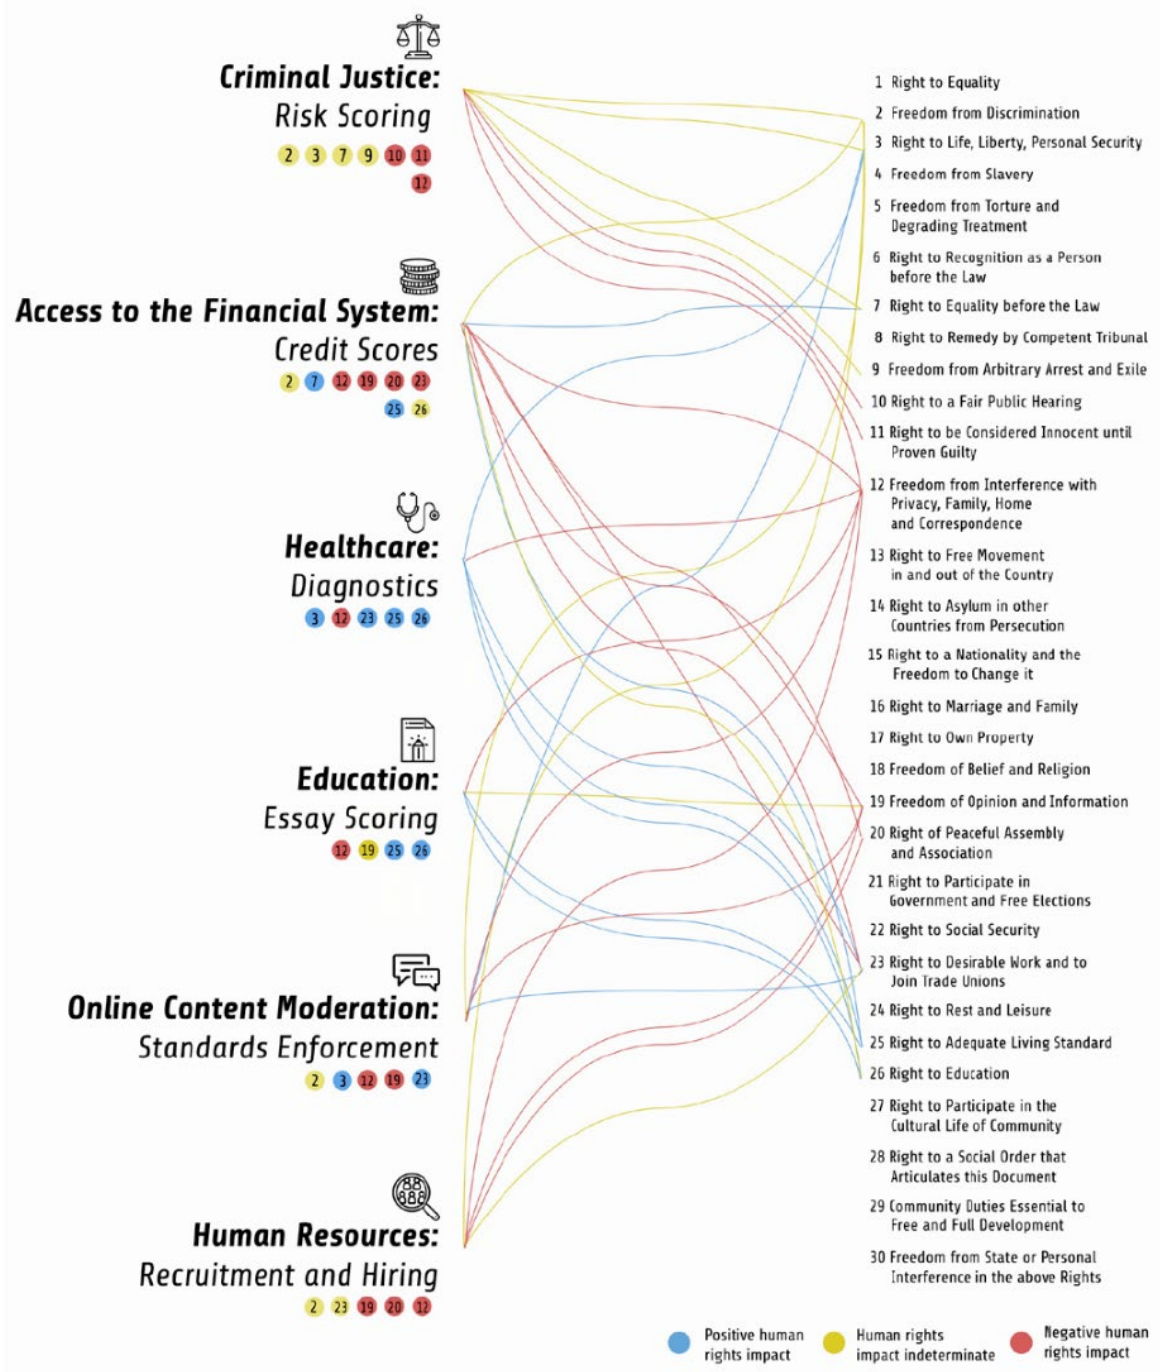 Criminal Justice:
Risk Scoring
2 3 7 9 10 11
12
Access to the Financial System:
Credit Scores
2 7 12 19 20 23
25 26
Healthcare:
Diagnostics
3 12 23 25 26
Education:
Essay Scoring
12 19 25 26
Online Content Moderation:
Standards Enforcement
2 3 12 19 23
Human Resources:
Recruitment and Hiring
2 23 19 20 12
1 Right to Equality
2 Freedom from Discrimination
3 Right to Life, Liberty, Personal Security
4 Freedom from Slavery
5 Freedom from Torture and
Degrading Treatment
6 Right to Recognition as a Person
before the Law
7 Right to Equality before the Law
8 Right to Remedy by Competent Tribunal
9 Freedom from Arbitrary Arrest and Exile
10 Right to a Fair Public Hearing
11 Right to be Considered Innocent until
Proven Guilty
12 Freedom from Interference with
Privacy, Family, Home
and Correspondence
13 Right to Free Movement
in and out of the Country
14 Right to Asylum in other
Countries from Persecution
15 Right to a Nationality and the
Freedom to Change it
16 Right to Marriage and Family
17 Right to Own Property
18 Freedom of Belief and Religion
19 Freedom of Opinion and Information
20 Right of Peaceful Assembly
and Association
21 Right to Participate in
Government and Free Elections
22 Right to Social Security
23 Right to Desirable Work and to
Join Trade Unions
24 Right to Rest and Leisure
25 Right to Adequate Living Standard
26 Right to Education
27 Right to Participate in the
Cultural Life of Community
28 Right to a Social Order that
Articulates this Document
29 Community Duties Essential to
Free and Full Development
30 Freedom from State or Personal
Interference in the above Rights
Positive human
rights impact
Human rights
impact indeterminate
Negative human
rights impact